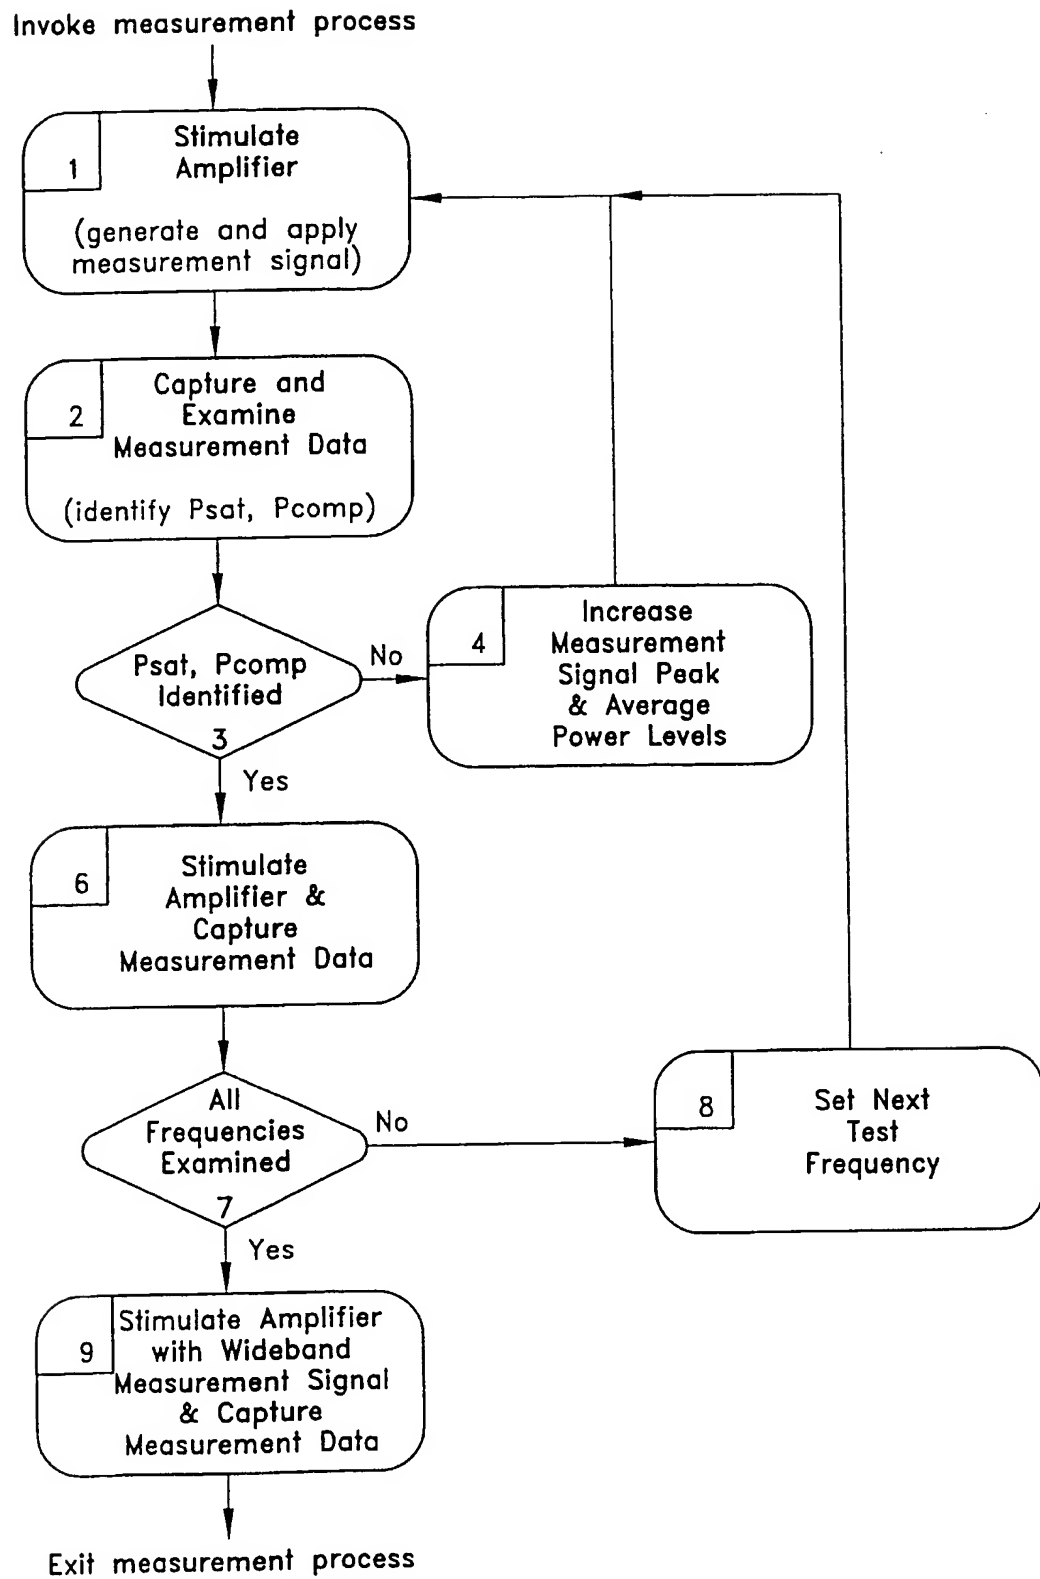 Invoke measurement process
1
Stimulate
Amplifier
(generate and apply
measurement signal)
2
Capture and
Examine
Measurement Data
(identify Psat, Pcomp)
Psat, Pcomp
Identified
3
No
Yes
4
Increase
Measurement
Signal Peak
& Average
Power Levels
6
Stimulate
Amplifier &
Capture
Measurement Data
All
Frequencies
Examined
7
No
Yes
8
Set Next
Test
Frequency
9
Stimulate Amplifier
with Wideband
Measurement Signal
& Capture
Measurement Data
Exit measurement process